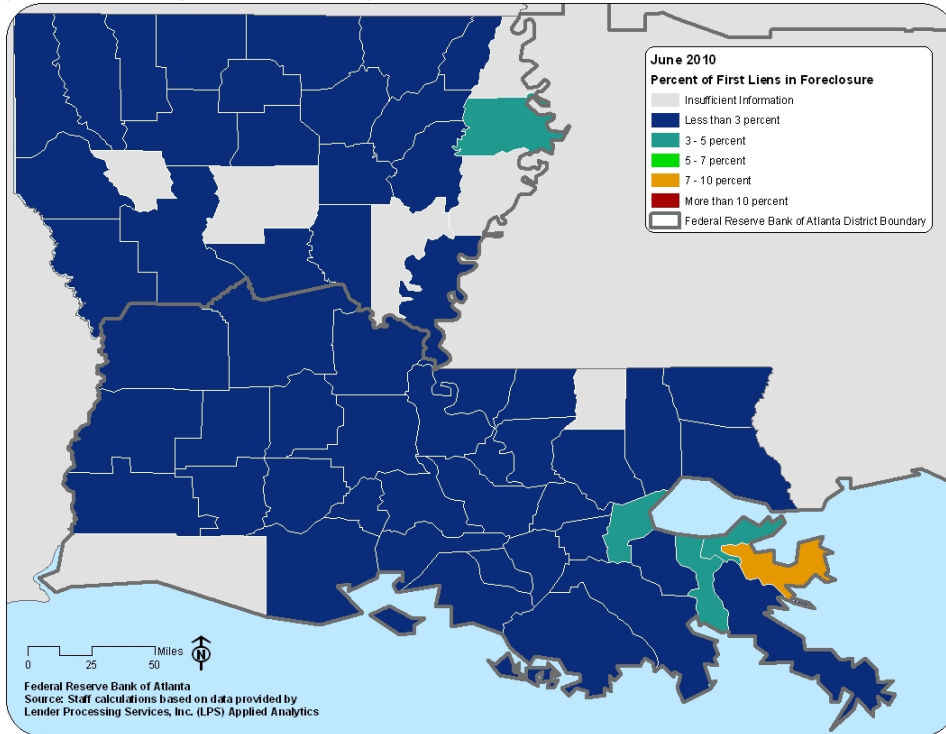 June 2010
Percent of First Liens in Foreclosure
Insufficient Information
Less than 3 percent
3 - 5 percent
5 - 7 percent
7 - 10 percent
More than 10 percent
Federal Reserve Bank of Atlanta District Boundary
Miles
0 25 50
N
Federal Reserve Bank of Atlanta
Source: Staff calculations based on data provided by
Lender Processing Services, Inc. (LPS) Applied Analytics